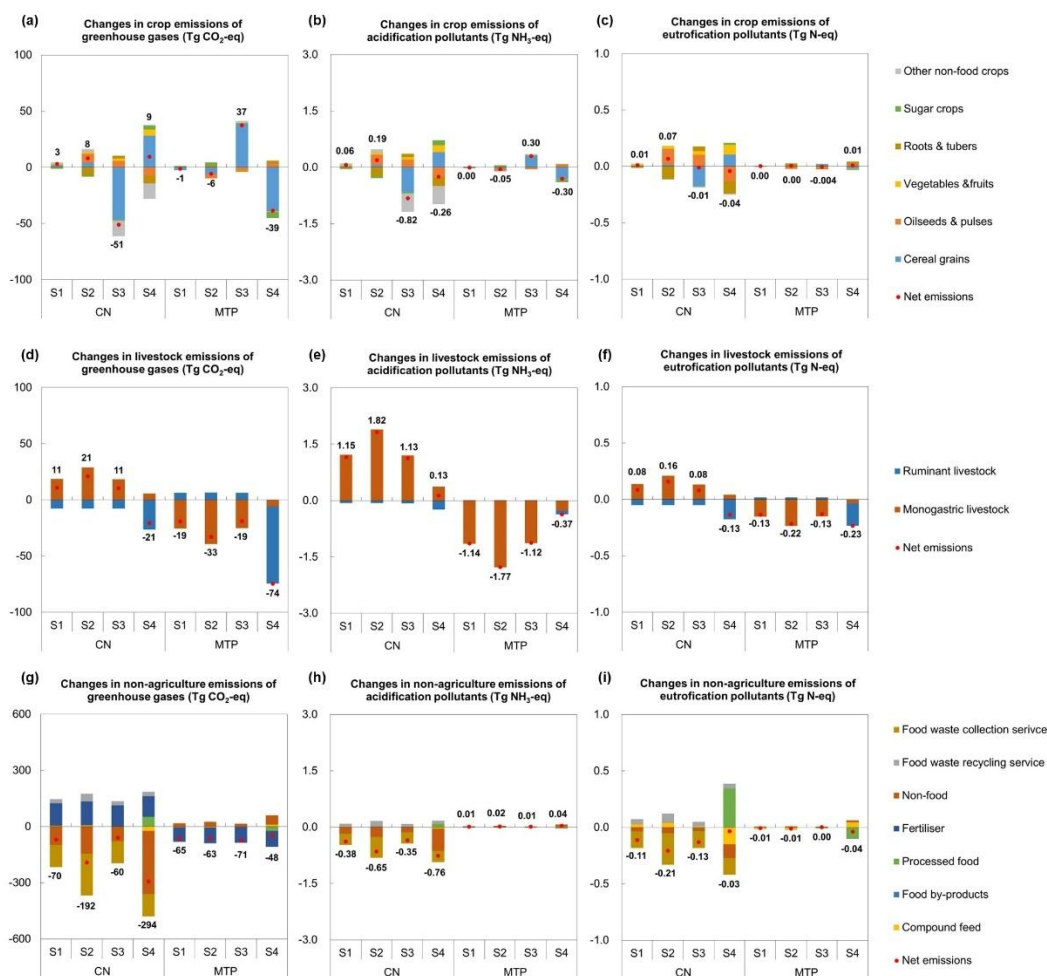 (a) Changes in crop emissions of
greenhouse gases (Tg CO₂-eq)
100
50
0
-50
-100
3
8
-51
9
-1
-6
37
-39
S1 S2 S3 S4 S1 S2 S3 S4
CN MTP
(b) Changes in crop emissions of
acidification pollutants (Tg NH₃-eq)
3.0
1.5
0.0
-1.5
-3.0
0.06
0.19
-0.82
-0.26
0.00
-0.05
0.30
-0.30
S1 S2 S3 S4 S1 S2 S3 S4
CN MTP
(c) Changes in crop emissions of
eutrofication pollutants (Tg N-eq)
1.0
0.5
0.0
-0.5
-1.0
0.01
0.07
-0.01
-0.04
0.00
0.00
-0.004
0.01
S1 S2 S3 S4 S1 S2 S3 S4
CN MTP
Other non-food crops
Sugar crops
Roots & tubers
Vegetables &fruits
Oilseeds & pulses
Cereal grains
Net emissions
(d) Changes in livestock emissions of
greenhouse gases (Tg CO₂-eq)
100
50
0
-50
-100
11
21
11
-21
-19
-33
-19
-74
S1 S2 S3 S4 S1 S2 S3 S4
CN MTP
(e) Changes in livestock emissions of
acidification pollutants (Tg NH₃-eq)
3.0
1.5
0.0
-1.5
-3.0
1.15
1.82
1.13
0.13
-1.14
-1.77
-1.12
-0.37
S1 S2 S3 S4 S1 S2 S3 S4
CN MTP
(f) Changes in livestock emissions of
eutrofication pollutants (Tg N-eq)
1.0
0.5
0.0
-0.5
-1.0
0.08
0.16
0.08
-0.13
-0.13
-0.22
-0.13
-0.23
S1 S2 S3 S4 S1 S2 S3 S4
CN MTP
Ruminant livestock
Monogastric livestock
Net emissions
(g) Changes in non-agriculture emissions of
greenhouse gases (Tg CO₂-eq)
600
300
0
-300
-600
-70
-192
-60
-294
-65
-63
-71
-48
S1 S2 S3 S4 S1 S2 S3 S4
CN MTP
(h) Changes in non-agriculture emissions of
acidification pollutants (Tg NH₃-eq)
3.0
1.5
0.0
-1.5
-3.0
-0.38
-0.65
-0.35
-0.76
0.01
0.02
0.01
0.04
S1 S2 S3 S4 S1 S2 S3 S4
CN MTP
(i) Changes in non-agriculture emissions of
eutrofication pollutants (Tg N-eq)
1.0
0.5
0.0
-0.5
-1.0
-0.11
-0.21
-0.13
-0.03
-0.01
-0.01
0.00
-0.04
S1 S2 S3 S4 S1 S2 S3 S4
CN MTP
Food waste collection serivce
Food waste recycling service
Non-food
Fertiliser
Processed food
Food by-products
Compound feed
Net emissions